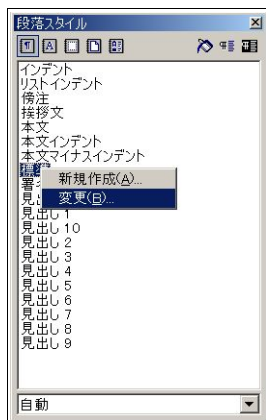 段落スタイル
インデント
リストインデント
傍注
挨拶文
本文
本文インデント
本文マイナスインデント
標準
新規作成(A)...
署
変更(B)...
見出し 1
見出し 10
見出し 2
見出し 3
見出し 4
見出し 5
見出し 6
見出し 7
見出し 8
見出し 9
自動